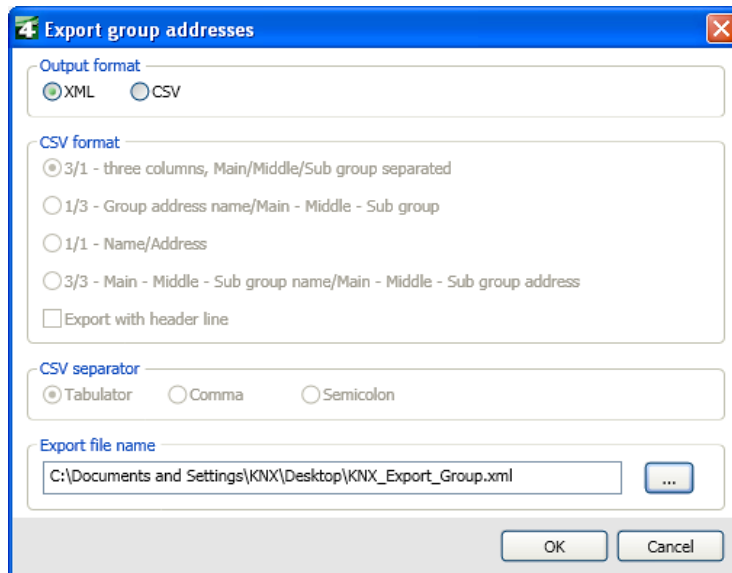 4 Export group addresses
Output format
XML CSV
CSV format
3/1 - three columns, Main/Middle/Sub group separated
1/3 - Group address name/Main - Middle - Sub group
1/1 - Name/Address
3/3 - Main - Middle - Sub group name/Main - Middle - Sub group address
Export with header line
CSV separator
Tabulator Comma Semicolon
Export file name
C:\Documents and Settings\KNX\Desktop\KNX_Export_Group.xml ...
OK Cancel